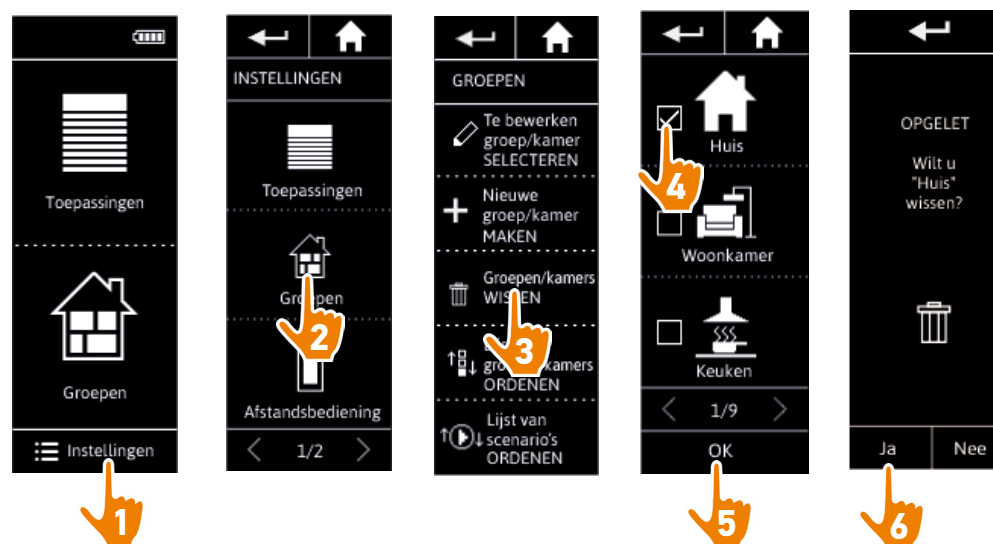 Toepassingen
Groepen
Instellingen
1
INSTELLINGEN
Toepassingen
Groepen
2
Afstandsbediening
1/2
GROEPEN
Te bewerken
groep/kamer
SELECTEREN
Nieuwe
groep/kamer
MAKEN
Groepen/kamers
WISSEN
3
kamers
ORDENEN
Lijst van
scenario's
ORDENEN
Huis
4
Woonkamer
Keuken
1/9
OK
5
OPGELET
Wilt u
"Huis"
wissen?
Ja
Nee
6